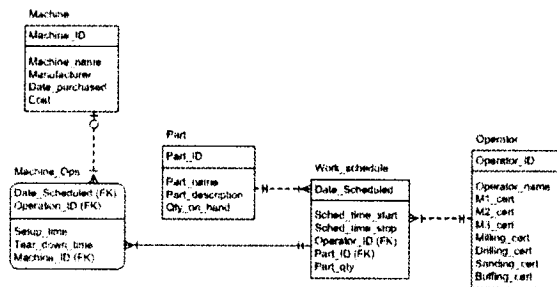 Machine
Machine_ID
Machine_name
Manufacturer
Date_purchased
Cost
Part
Part_ID
Part_name
Part_description
Qty_on_hand
Operator
Operator_ID
Operator_name
M1_cert
M2_cert
M3_cert
Milling_cert
Drilling_cert
Sanding_cert
Buffing_cert
Machine_Ops
Date_Scheduled (FK)
Operation_ID (FK)
Setup_time
Tear_down_time
Machine_ID (FK)
Work_schedule
Date_Scheduled
Sched_time_start
Sched_time_stop
Operator_ID (FK)
Part_ID (FK)
Part_qty